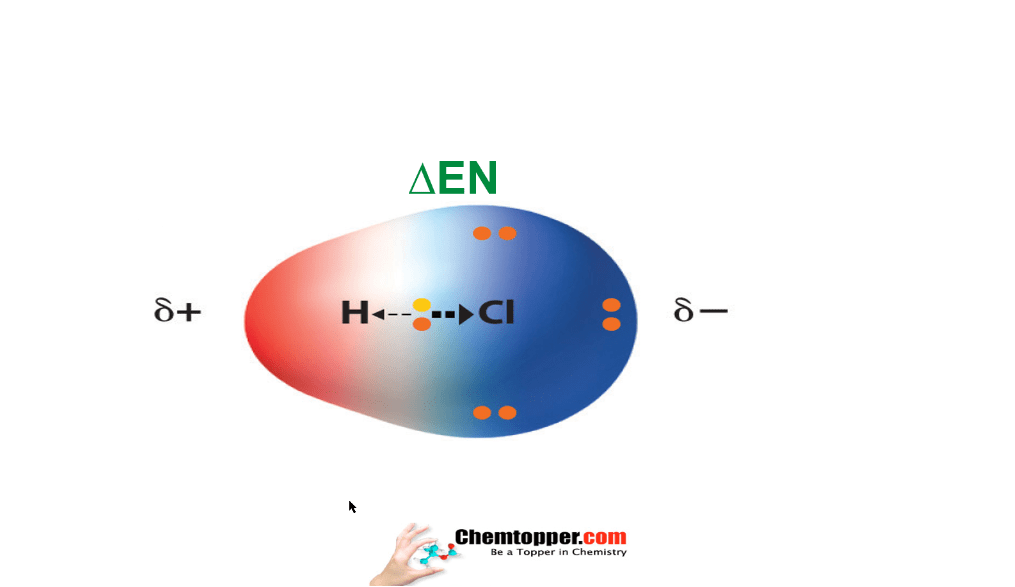 ΔEN
δ+ H Cl δ−
Chemtopper.com
Be a Topper in Chemistry